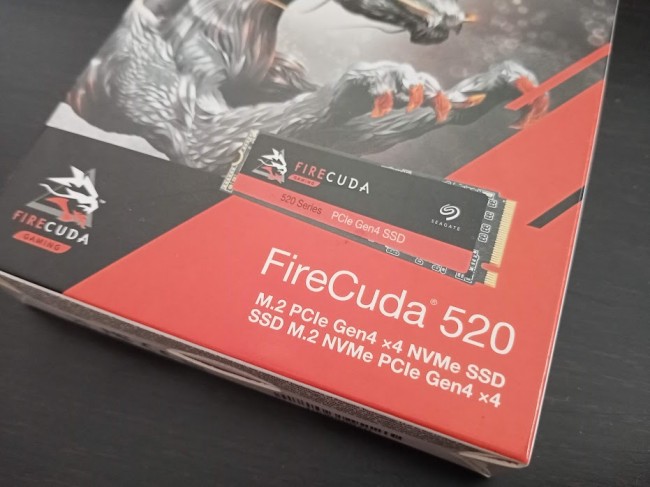 FIRECUDA
GAMING
520 Series PCIe Gen4 SSD
SEAGATE
FIRECUDA
GAMING
FireCuda® 520
M.2 PCIe Gen4 ×4 NVMe SSD
SSD M.2 NVMe PCIe Gen4 ×4